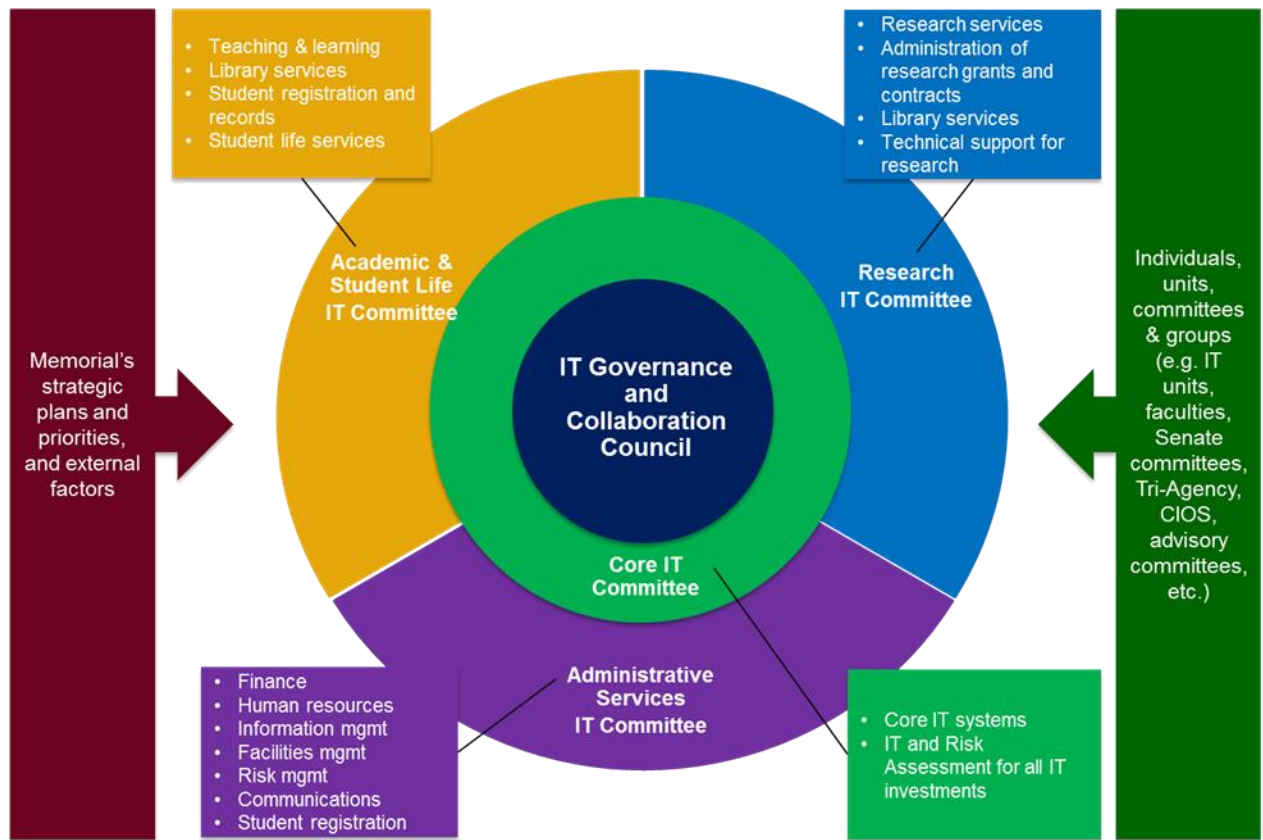 Memorial's
strategic
plans and
priorities,
and external
factors
• Teaching & learning
• Library services
• Student registration and
records
• Student life services
• Research services
• Administration of
research grants and
contracts
• Library services
• Technical support for
research
Academic &
Student Life
IT Committee
Research
IT Committee
IT Governance
and
Collaboration
Council
Core IT
Committee
Administrative
Services
IT Committee
• Finance
• Human resources
• Information mgmt
• Facilities mgmt
• Risk mgmt
• Communications
• Student registration
• Core IT systems
• IT and Risk
Assessment for all IT
investments
Individuals,
units,
committees
& groups
(e.g. IT
units,
faculties,
Senate
committees,
Tri-Agency,
CIOS,
advisory
committees,
etc.)